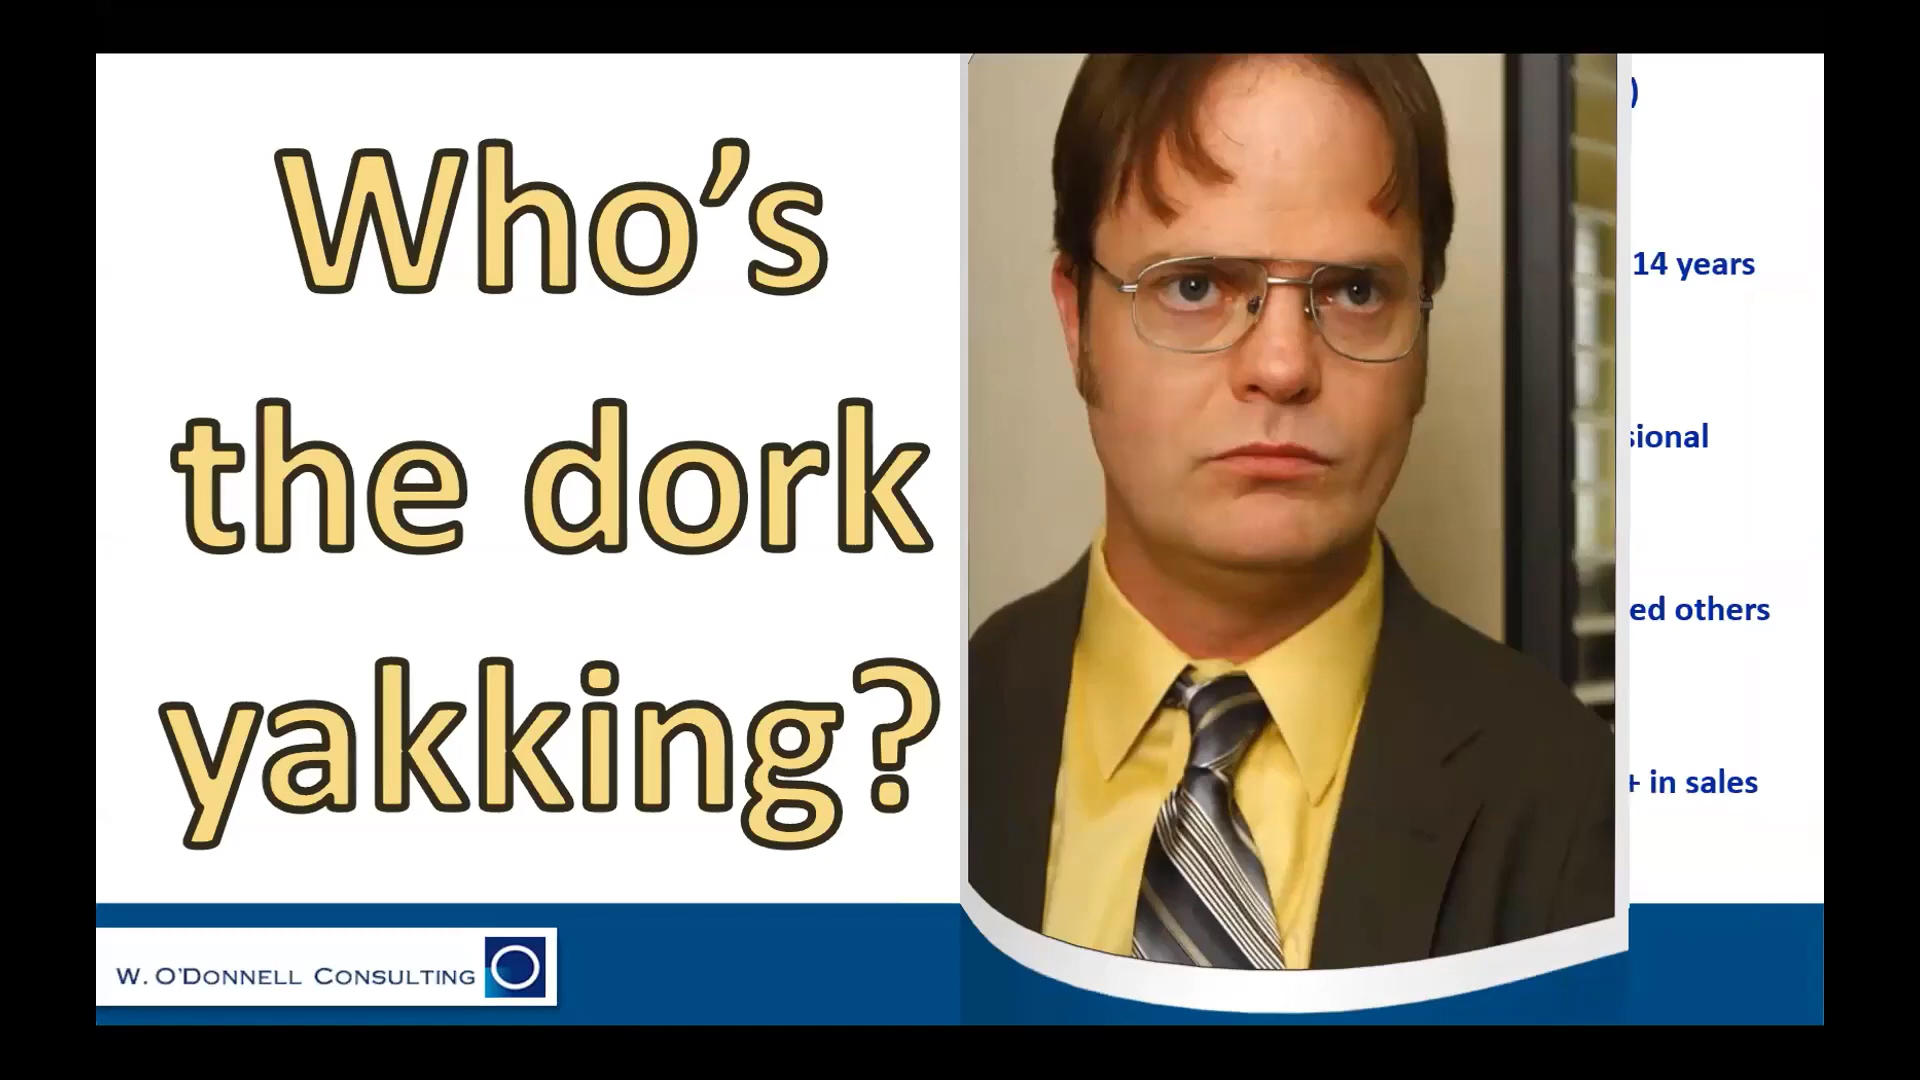 Who’s
the dork
yakking?
)
14 years
sional
ed others
+ in sales
W. O'DONNELL CONSULTING